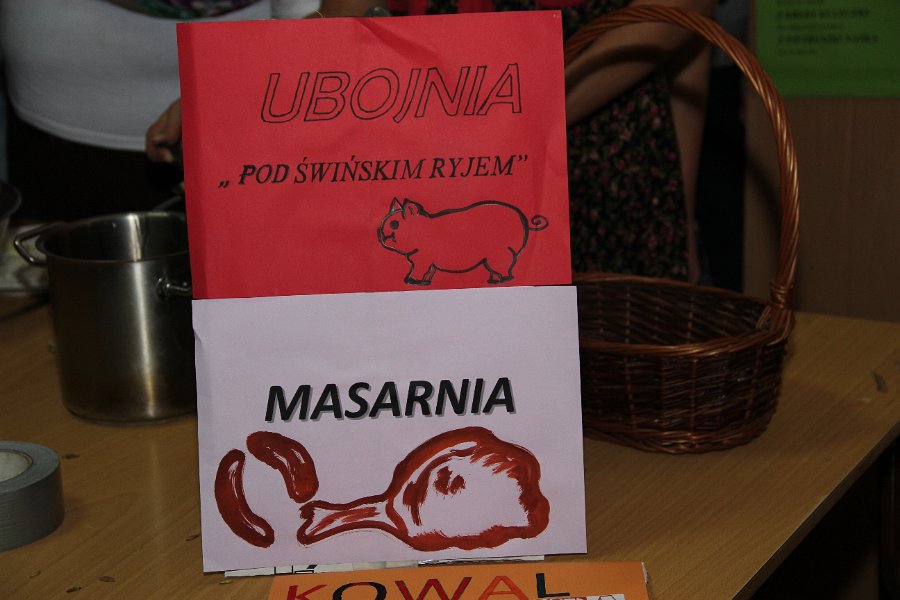 UBOJNIA
„POD ŚWIŃSKIM RYJEM”
MASARNIA
KOWAL